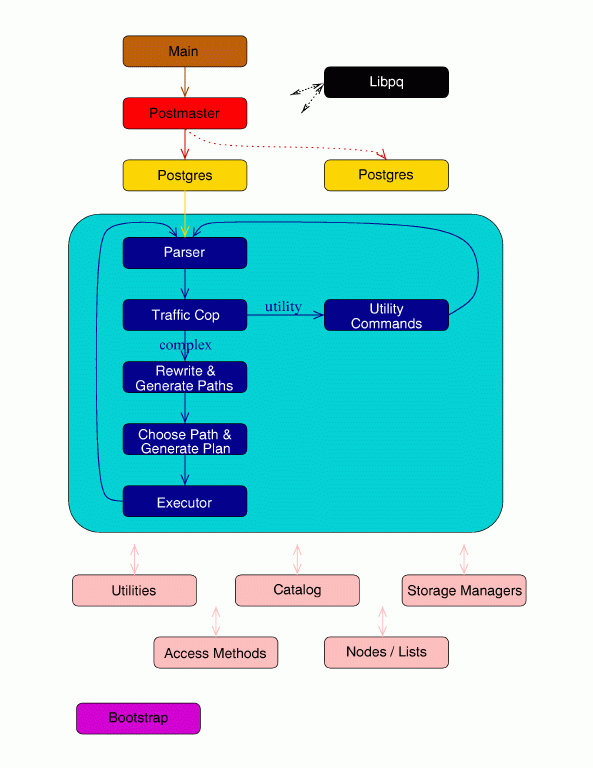 Main
Libpq
Postmaster
Postgres
Postgres
Parser
Traffic Cop
utility
Utility
Commands
complex
Rewrite &
Generate Paths
Choose Path &
Generate Plan
Executor
Utilities
Catalog
Storage Managers
Access Methods
Nodes / Lists
Bootstrap